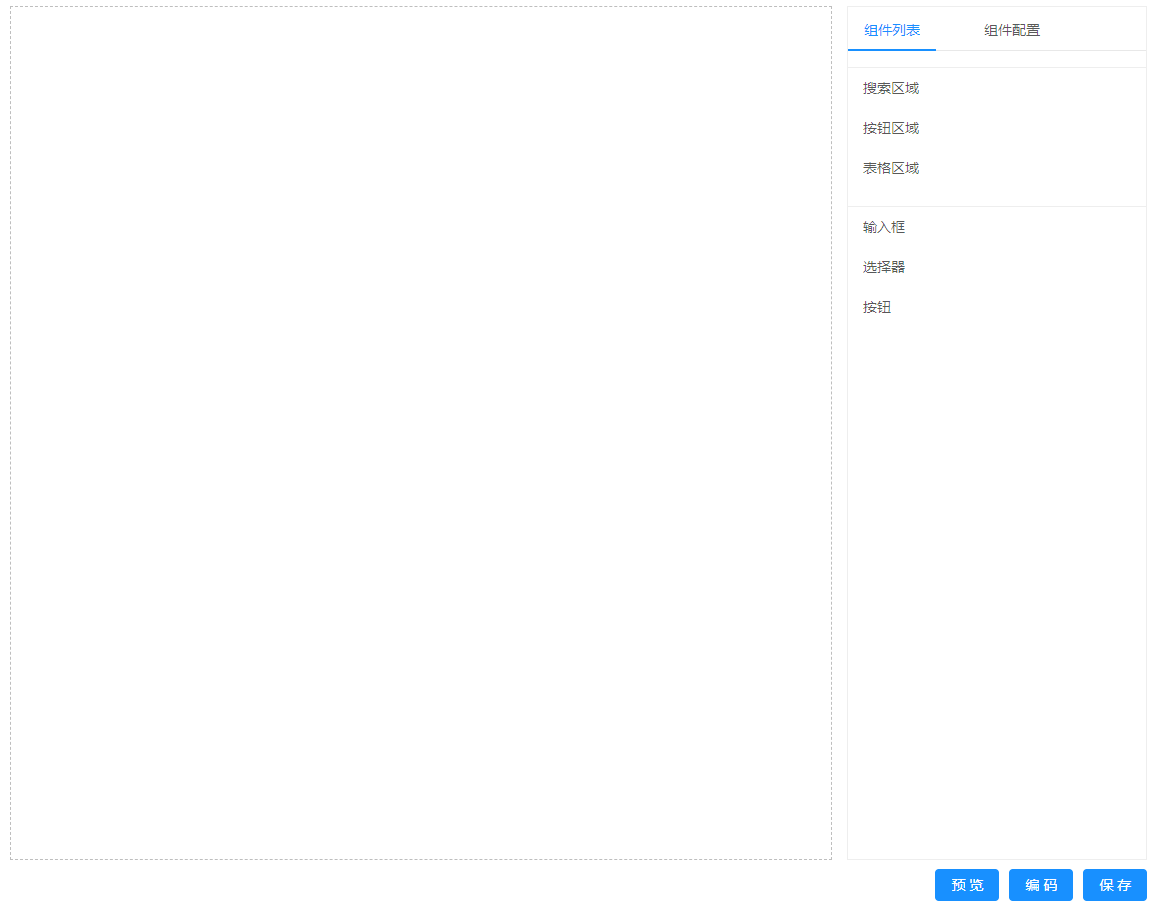 组件列表 组件配置
搜索区域
按钮区域
表格区域
输入框
选择器
按钮
预览 编码 保存